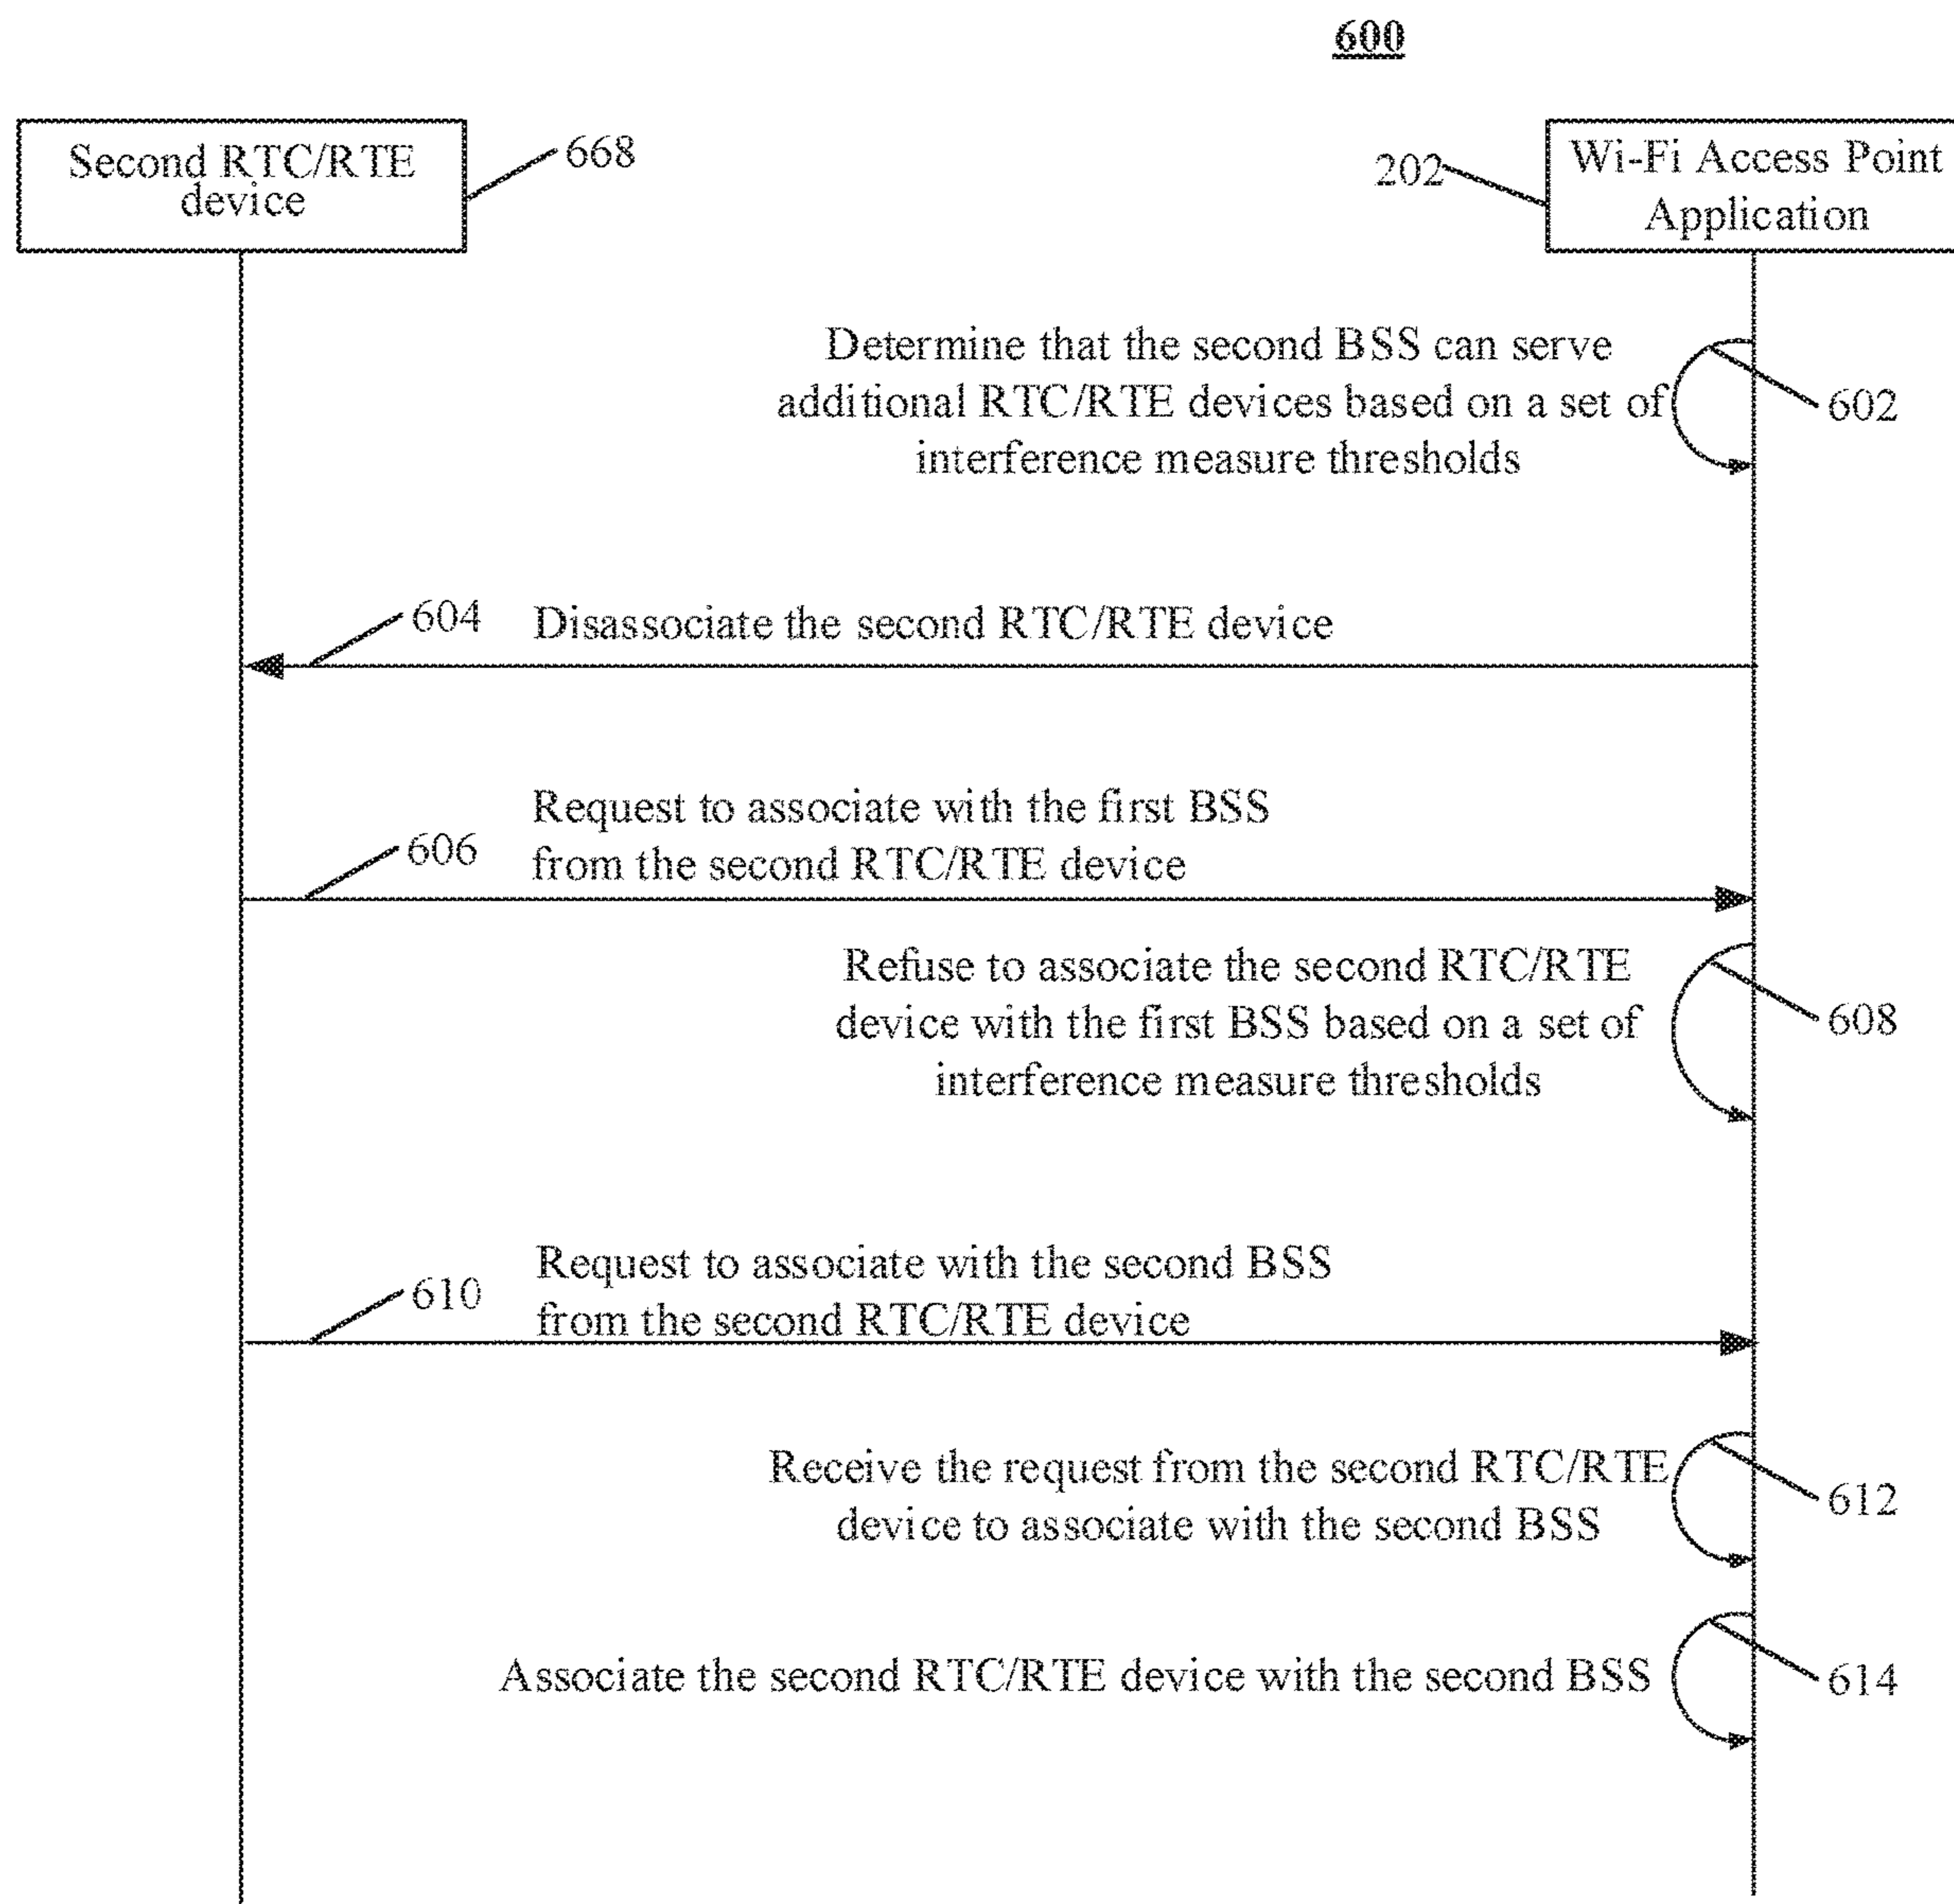 600
Second RTC/RTE
device
668
202
Wi-Fi Access Point
Application
Determine that the second BSS can serve
additional RTC/RTE devices based on a set of
interference measure thresholds
602
604
Disassociate the second RTC/RTE device
Request to associate with the first BSS
from the second RTC/RTE device
606
Refuse to associate the second RTC/RTE
device with the first BSS based on a set of
interference measure thresholds
608
Request to associate with the second BSS
from the second RTC/RTE device
610
Receive the request from the second RTC/RTE
device to associate with the second BSS
612
Associate the second RTC/RTE device with the second BSS
614